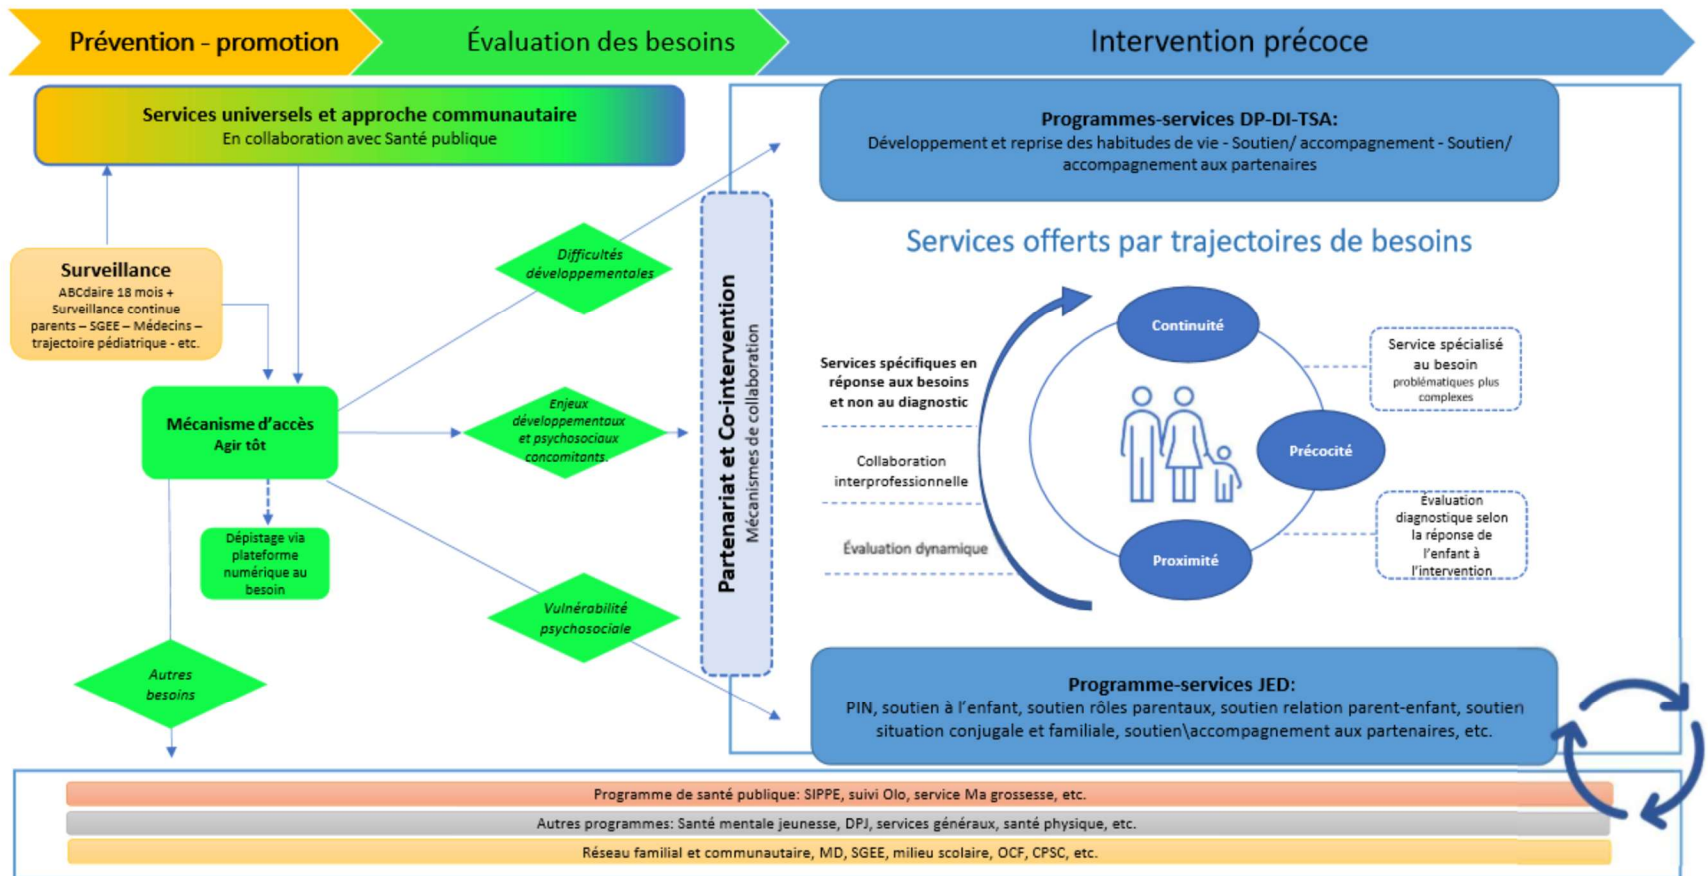 Prévention - promotion
Évaluation des besoins
Intervention précoce
Services universels et approche communautaire
En collaboration avec Santé publique
Programmes-services DP-DI-TSA:
Développement et reprise des habitudes de vie - Soutien/ accompagnement - Soutien/
accompagnement aux partenaires
Surveillance
ABCdaire 18 mois +
Surveillance continue
parents – SGEE – Médecins –
trajectoire pédiatrique - etc.
Difficultés
développementales
Mécanisme d'accès
Agir tôt
Enjeux
développementaux
et psychosociaux
concomitants.
Dépistage via
plateforme
numérique au
besoin
Vulnérabilité
psychosociale
Autres
besoins
Partenariat et Co-intervention
Mécanismes de collaboration
Services offerts par trajectoires de besoins
Services spécifiques en
réponse aux besoins
et non au diagnostic
Collaboration
interprofessionnelle
Évaluation dynamique
Continuité
Précocité
Proximité
Service spécialisé
au besoin
problématiques plus
complexes
Évaluation
diagnostique selon
la réponse de
l'enfant à
l'intervention
Programme-services JED:
PIN, soutien à l'enfant, soutien rôles parentaux, soutien relation parent-enfant, soutien
situation conjugale et familiale, soutien\accompagnement aux partenaires, etc.
Programme de santé publique: SIPPE, suivi Olo, service Ma grossesse, etc.
Autres programmes: Santé mentale jeunesse, DPJ, services généraux, santé physique, etc.
Réseau familial et communautaire, MD, SGEE, milieu scolaire, OCF, CPSC, etc.